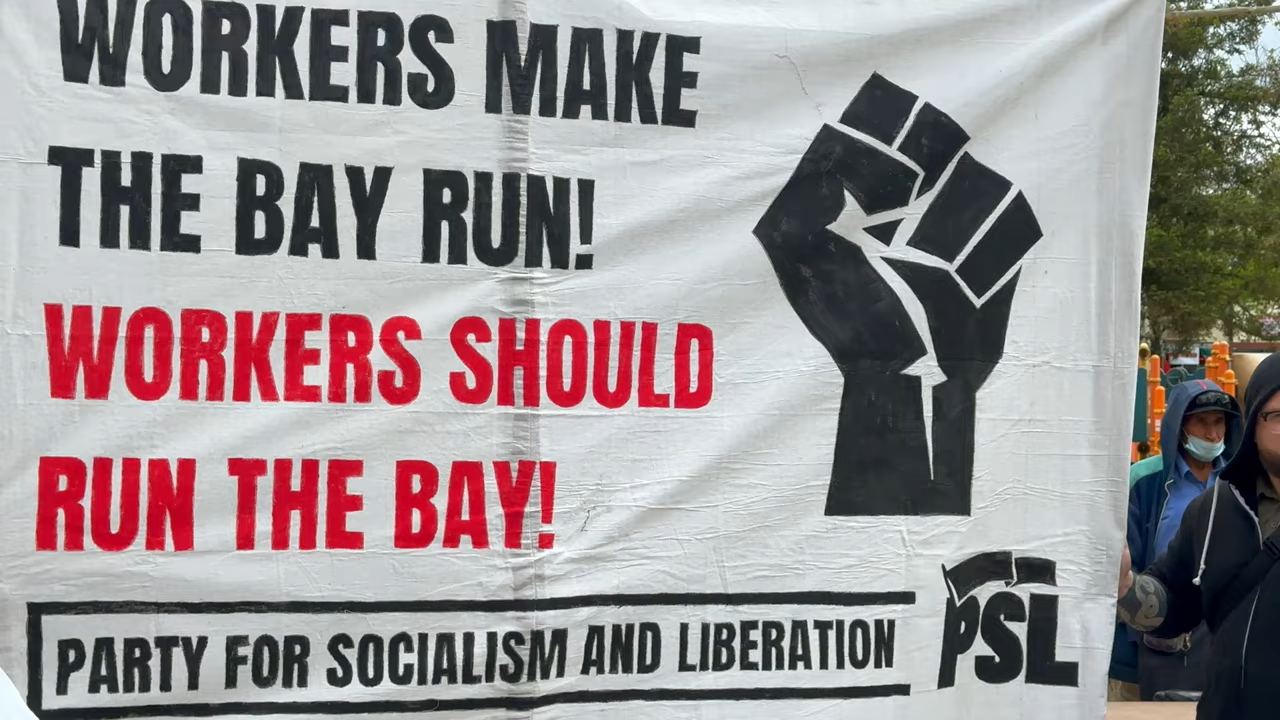 WORKERS MAKE
THE BAY RUN!
WORKERS SHOULD
RUN THE BAY!
PARTY FOR SOCIALISM AND LIBERATION
PSL